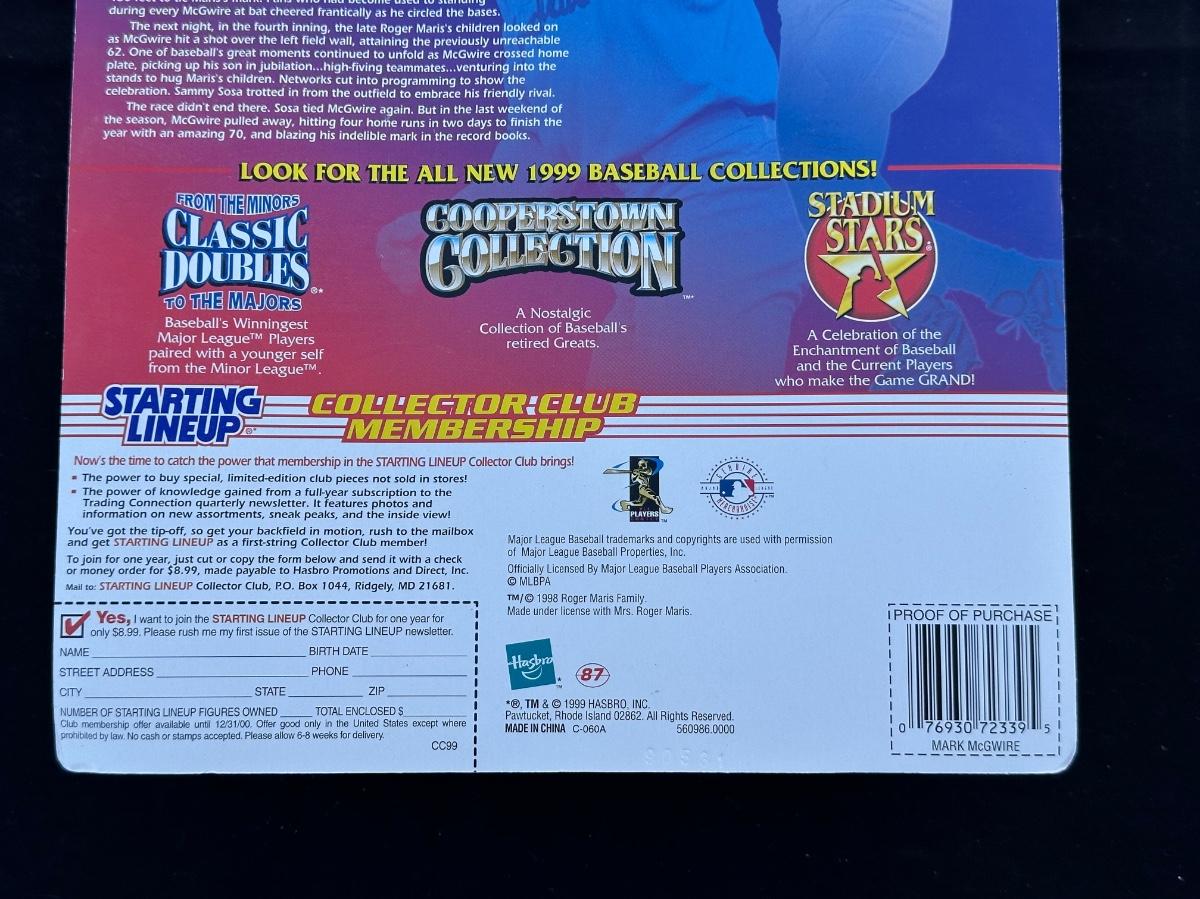 during every McGwire at bat cheered frantically as he circled the bases.
The next night, in the fourth inning, the late Roger Maris's children looked on
as McGwire hit a shot over the left field wall, attaining the previously unreachable
62. One of baseball's great moments continued to unfold as McGwire crossed home
plate, picking up his son in jubilation...high-fiving teammates...venturing into the
stands to hug Maris's children. Networks cut into programming to show the
celebration. Sammy Sosa trotted in from the outfield to embrace his friendly rival.
The race didn't end there. Sosa tied McGwire again. But in the last weekend of
the season, McGwire pulled away, hitting four home runs in two days to finish the
year with an amazing 70, and blazing his indelible mark in the record books.
LOOK FOR THE ALL NEW 1999 BASEBALL COLLECTIONS!
FROM THE MINORS
CLASSIC
DOUBLES
TO THE MAJORS ®*
Baseball's Winningest
Major League™ Players
paired with a younger self
from the Minor League™.
COOPERSTOWN
COLLECTION
™*
A Nostalgic
Collection of Baseball's
retired Greats.
STADIUM
STARS®
A Celebration of the
Enchantment of Baseball
and the Current Players
who make the Game GRAND!
STARTING
LINEUP®*
COLLECTOR CLUB
MEMBERSHIP
Now's the time to catch the power that membership in the STARTING LINEUP Collector Club brings!
▪ The power to buy special, limited-edition club pieces not sold in stores!
▪ The power of knowledge gained from a full-year subscription to the
Trading Connection quarterly newsletter. It features photos and
information on new assortments, sneak peaks, and the inside view!
You've got the tip-off, so get your backfield in motion, rush to the mailbox
and get STARTING LINEUP as a first-string Collector Club member!
To join for one year, just cut or copy the form below and send it with a check
or money order for $8.99, made payable to Hasbro Promotions and Direct, Inc.
Mail to: STARTING LINEUP Collector Club, P.O. Box 1044, Ridgely, MD 21681.
Yes, I want to join the STARTING LINEUP Collector Club for one year for
only $8.99. Please rush me my first issue of the STARTING LINEUP newsletter.
NAME BIRTH DATE
STREET ADDRESS PHONE
CITY STATE ZIP
NUMBER OF STARTING LINEUP FIGURES OWNED TOTAL ENCLOSED $
Club membership offer available until 12/31/00. Offer good only in the United States except where
prohibited by law. No cash or stamps accepted. Please allow 6-8 weeks for delivery.
CC99
PLAYERS
CHOICE ™
GENUINE
MAJOR LEAGUE
MERCHANDISE ™
Major League Baseball trademarks and copyrights are used with permission
of Major League Baseball Properties, Inc.
Officially Licensed By Major League Baseball Players Association.
© MLBPA
™/© 1998 Roger Maris Family.
Made under license with Mrs. Roger Maris.
Hasbro *™
87
*®, TM & © 1999 HASBRO, INC.
Pawtucket, Rhode Island 02862. All Rights Reserved.
MADE IN CHINA C-060A 560986.0000
PROOF OF PURCHASE
0 76930 72339 5
MARK McGWIRE